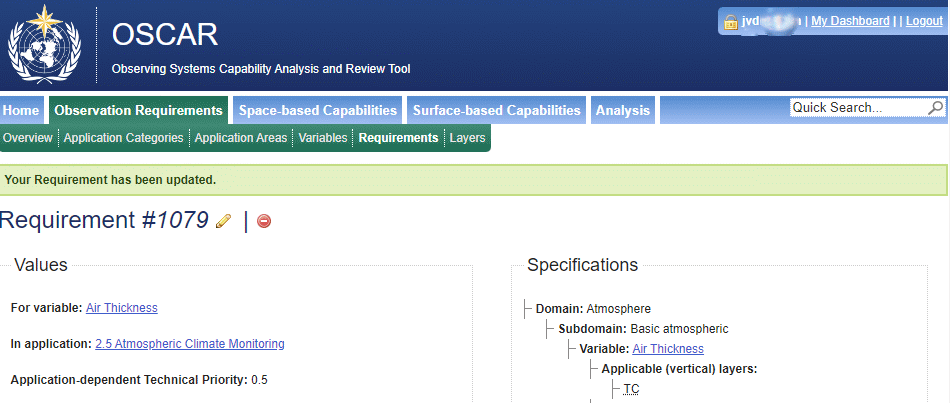 OSCAR
Observing Systems Capability Analysis and Review Tool
| My Dashboard | | Logout
Home Observation Requirements Space-based Capabilities Surface-based Capabilities Analysis Quick Search...
Overview Application Categories Application Areas Variables Requirements Layers
Your Requirement has been updated.
Requirement #1079 |
Values
For variable: Air Thickness
In application: 2.5 Atmospheric Climate Monitoring
Application-dependent Technical Priority: 0.5
Specifications
Domain: Atmosphere
Subdomain: Basic atmospheric
Variable: Air Thickness
Applicable (vertical) layers:
TC